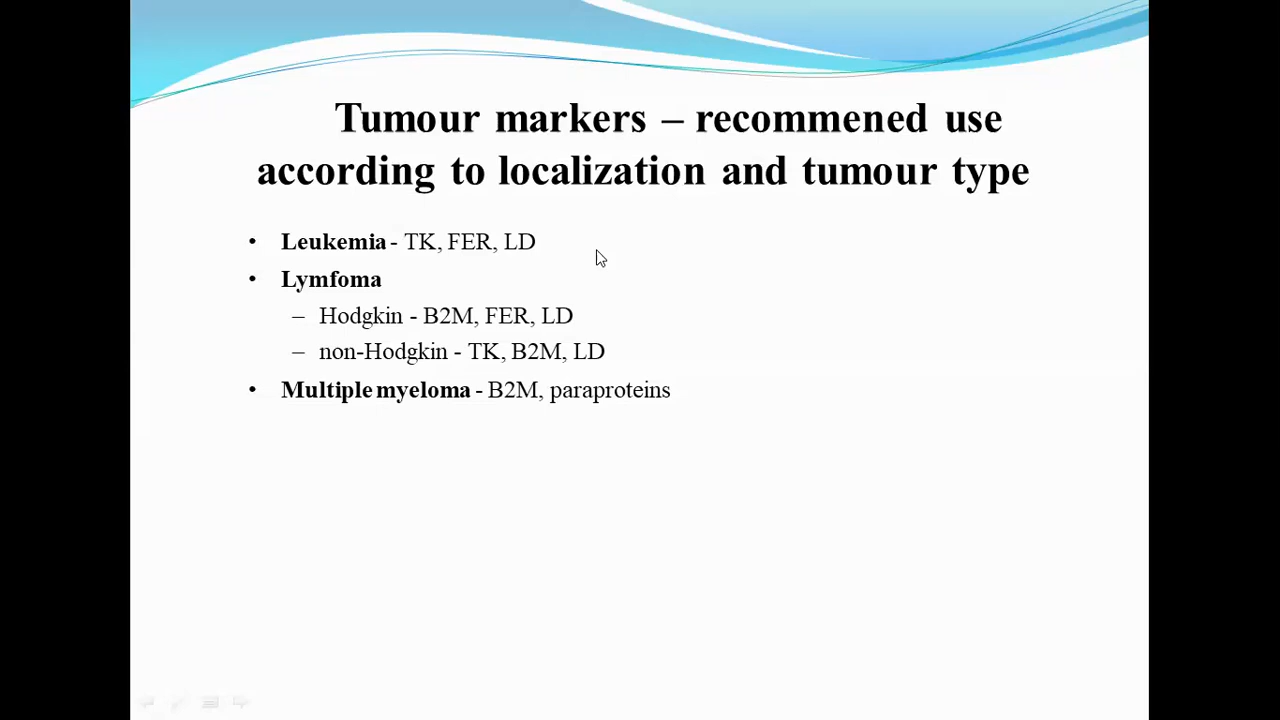 Tumour markers – recommened use
according to localization and tumour type
• Leukemia - TK, FER, LD
• Lymfoma
– Hodgkin - B2M, FER, LD
– non-Hodgkin - TK, B2M, LD
• Multiple myeloma - B2M, paraproteins